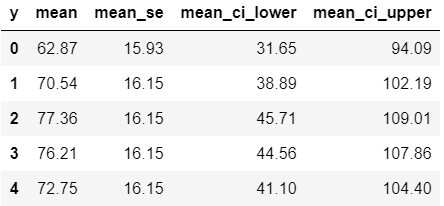 y mean mean_se mean_ci_lower mean_ci_upper
0 62.87 15.93 31.65 94.09
1 70.54 16.15 38.89 102.19
2 77.36 16.15 45.71 109.01
3 76.21 16.15 44.56 107.86
4 72.75 16.15 41.10 104.40